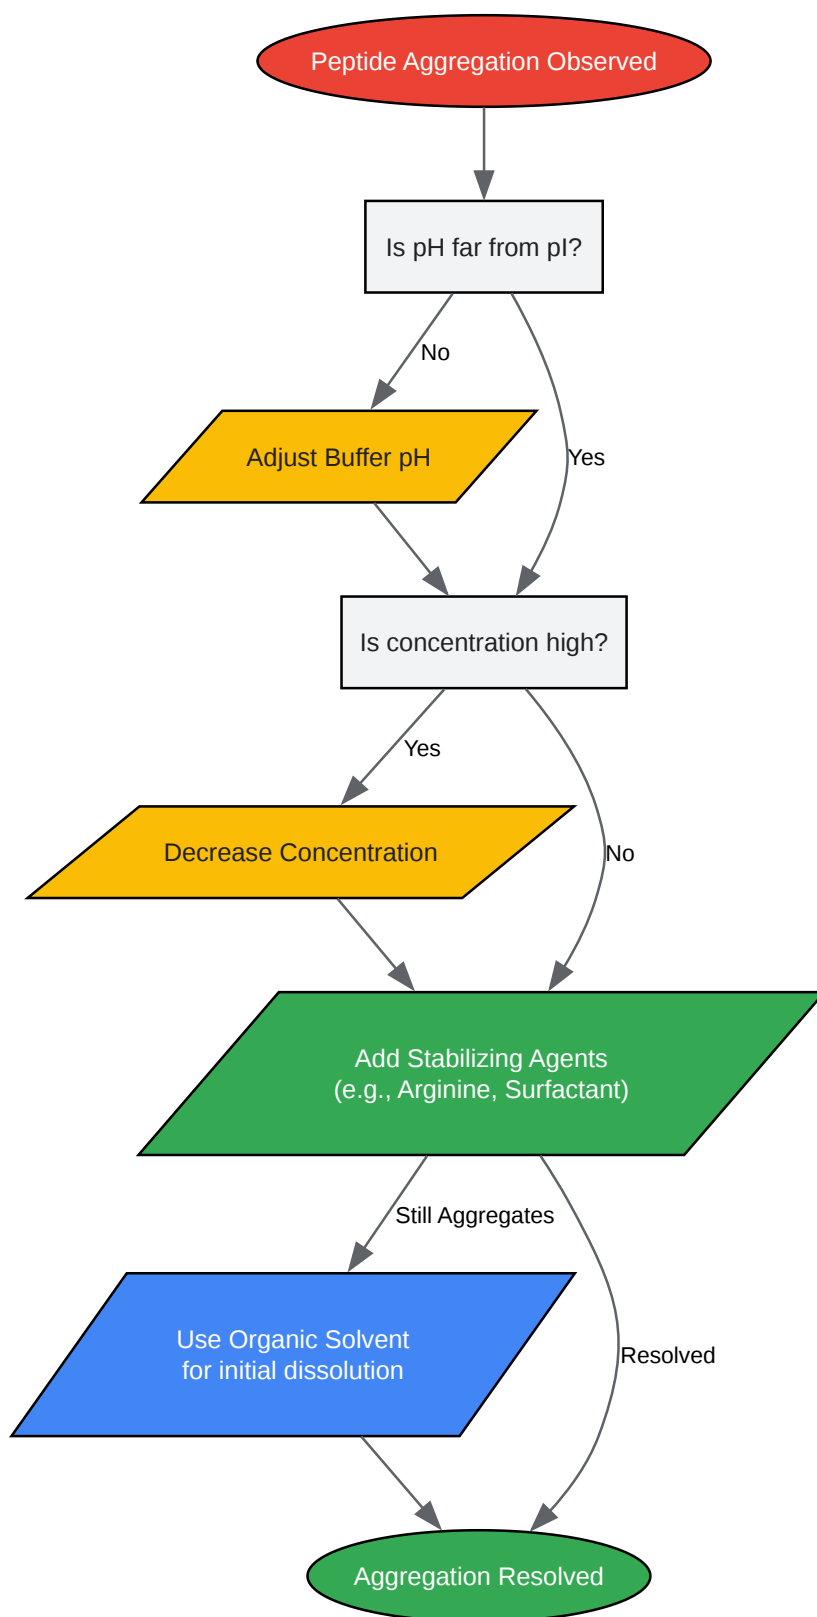 Peptide Aggregation Observed
Is pH far from pI?
No
Adjust Buffer pH
Yes
Is concentration high?
Yes
Decrease Concentration
No
Add Stabilizing Agents
(e.g., Arginine, Surfactant)
Still Aggregates
Use Organic Solvent
for initial dissolution
Resolved
Aggregation Resolved